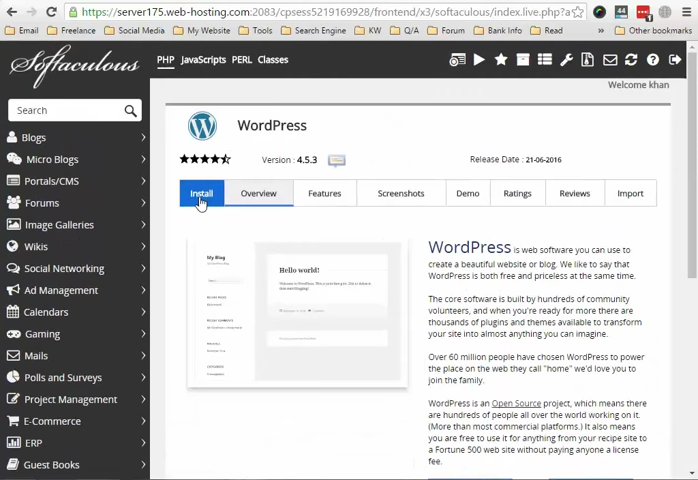 https://server175.web-hosting.com:2083/cpsess5219169928/frontend/x3/softaculous/index.live.php?a
44
Email Freelance Social Media My Website Tools Search Engine KW Q/A Forum Bank Info Read » Other bookmarks
Softaculous
PHP JavaScripts PERL Classes
Welcome khan
Search
Blogs
Micro Blogs
Portals/CMS
Forums
Image Galleries
Wikis
Social Networking
Ad Management
Calendars
Gaming
Mails
Polls and Surveys
Project Management
E-Commerce
ERP
Guest Books
WordPress
Version : 4.5.3
Release Date : 21-06-2016
Install Overview Features Screenshots Demo Ratings Reviews Import
My Blog
Hello world!
WordPress is web software you can use to
create a beautiful website or blog. We like to say that
WordPress is both free and priceless at the same time.
The core software is built by hundreds of community
volunteers, and when you're ready for more there are
thousands of plugins and themes available to transform
your site into almost anything you can imagine.
Over 60 million people have chosen WordPress to power
the place on the web they call "home" we'd love you to
join the family.
WordPress is an Open Source project, which means there
are hundreds of people all over the world working on it.
(More than most commercial platforms.) It also means
you are free to use it for anything from your recipe site to
a Fortune 500 web site without paying anyone a license
fee.